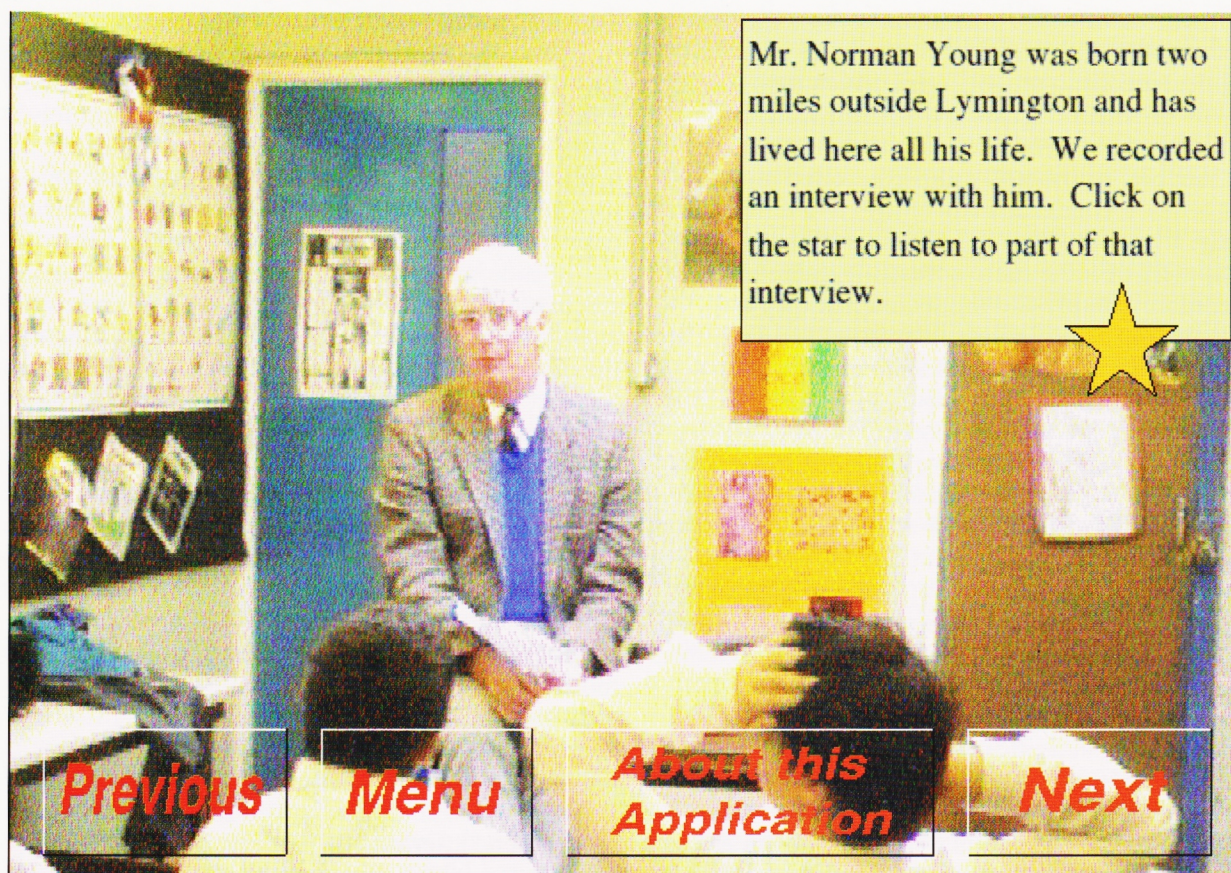 Mr. Norman Young was born two
miles outside Lymington and has
lived here all his life.  We recorded
an interview with him.  Click on
the star to listen to part of that
interview.
Previous
Menu
About this
Application
Next